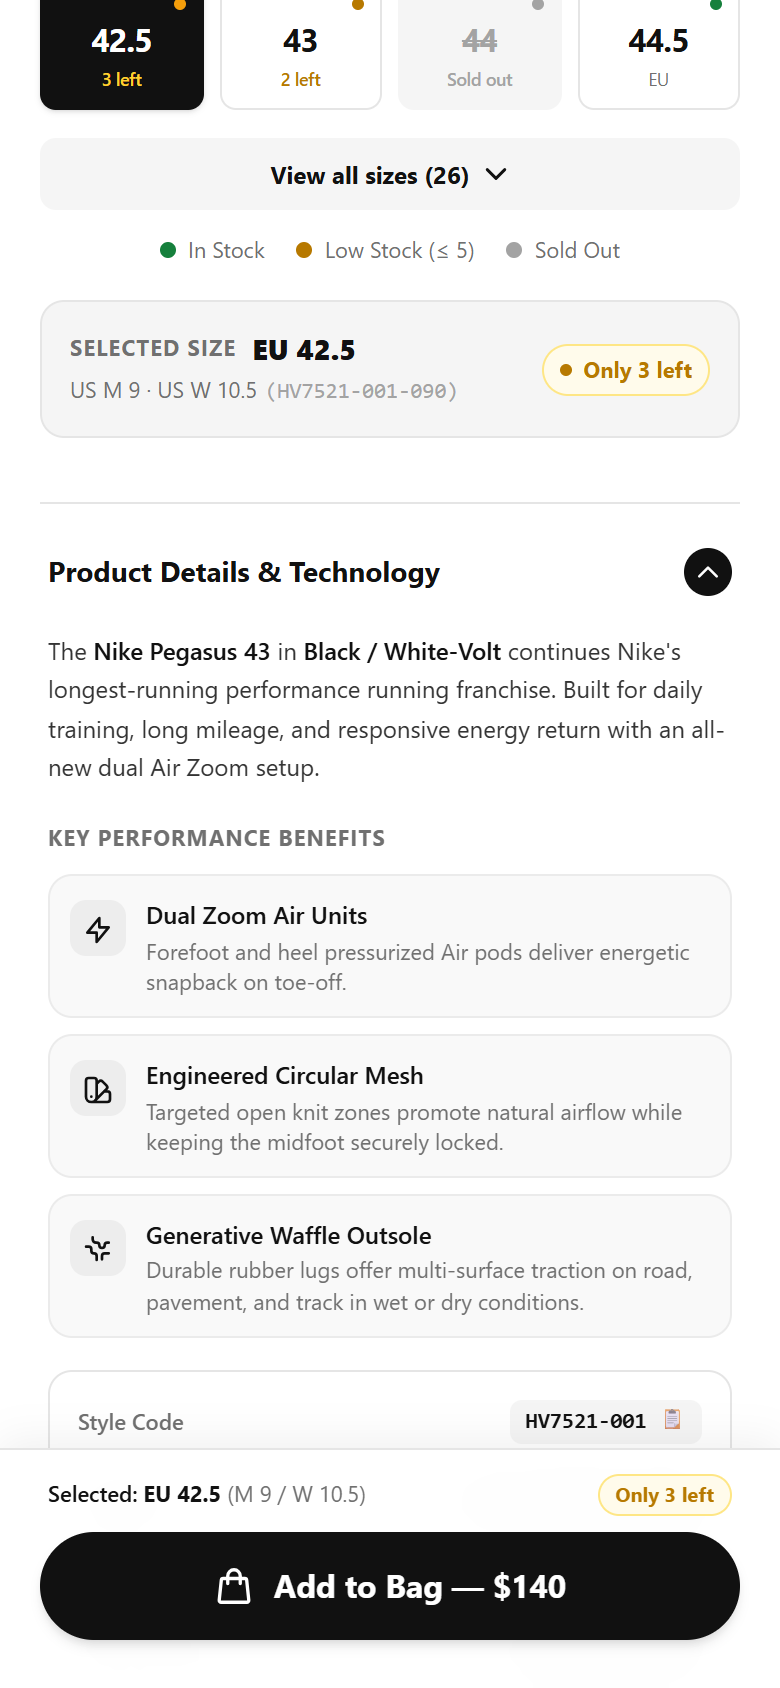 42.5
3 left
43
2 left
44
Sold out
44.5
EU
View all sizes (26)
In Stock
Low Stock (≤ 5)
Sold Out
SELECTED SIZE EU 42.5
US M 9 · US W 10.5 (HV7521-001-090)
Only 3 left
Product Details & Technology
The Nike Pegasus 43 in Black / White-Volt continues Nike's
longest-running performance running franchise. Built for daily
training, long mileage, and responsive energy return with an all-
new dual Air Zoom setup.
KEY PERFORMANCE BENEFITS
Dual Zoom Air Units
Forefoot and heel pressurized Air pods deliver energetic
snapback on toe-off.
Engineered Circular Mesh
Targeted open knit zones promote natural airflow while
keeping the midfoot securely locked.
Generative Waffle Outsole
Durable rubber lugs offer multi-surface traction on road,
pavement, and track in wet or dry conditions.
Style Code
HV7521-001
Selected: EU 42.5 (M 9 / W 10.5)
Only 3 left
Add to Bag — $140